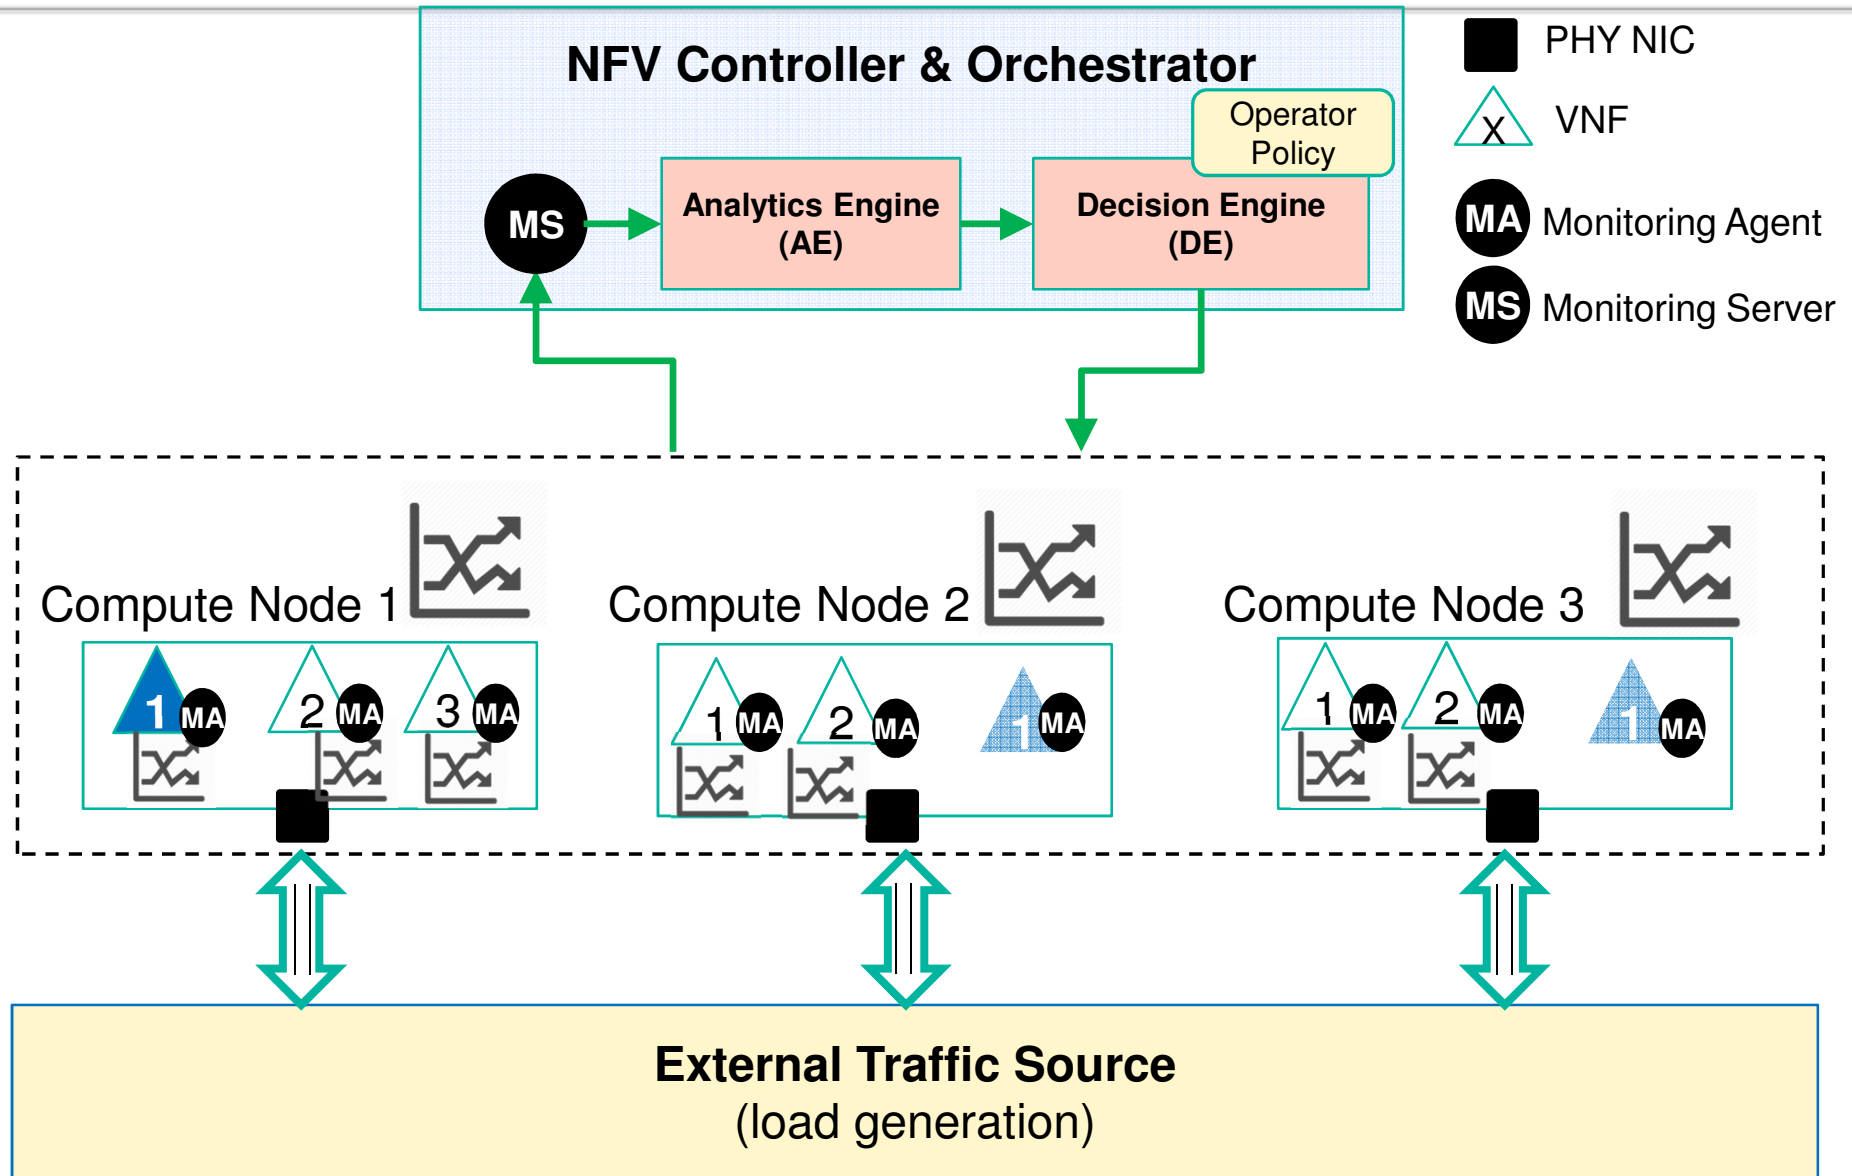 NFV Controller & Orchestrator
Operator
Policy
MS
Analytics Engine
(AE)
Decision Engine
(DE)
PHY NIC
X
VNF
MA
Monitoring Agent
MS
Monitoring Server
Compute Node 1
Compute Node 2
Compute Node 3
1 MA 2 MA 3 MA
1 MA 2 MA 1 MA
1 MA 2 MA 1 MA
External Traffic Source
(load generation)